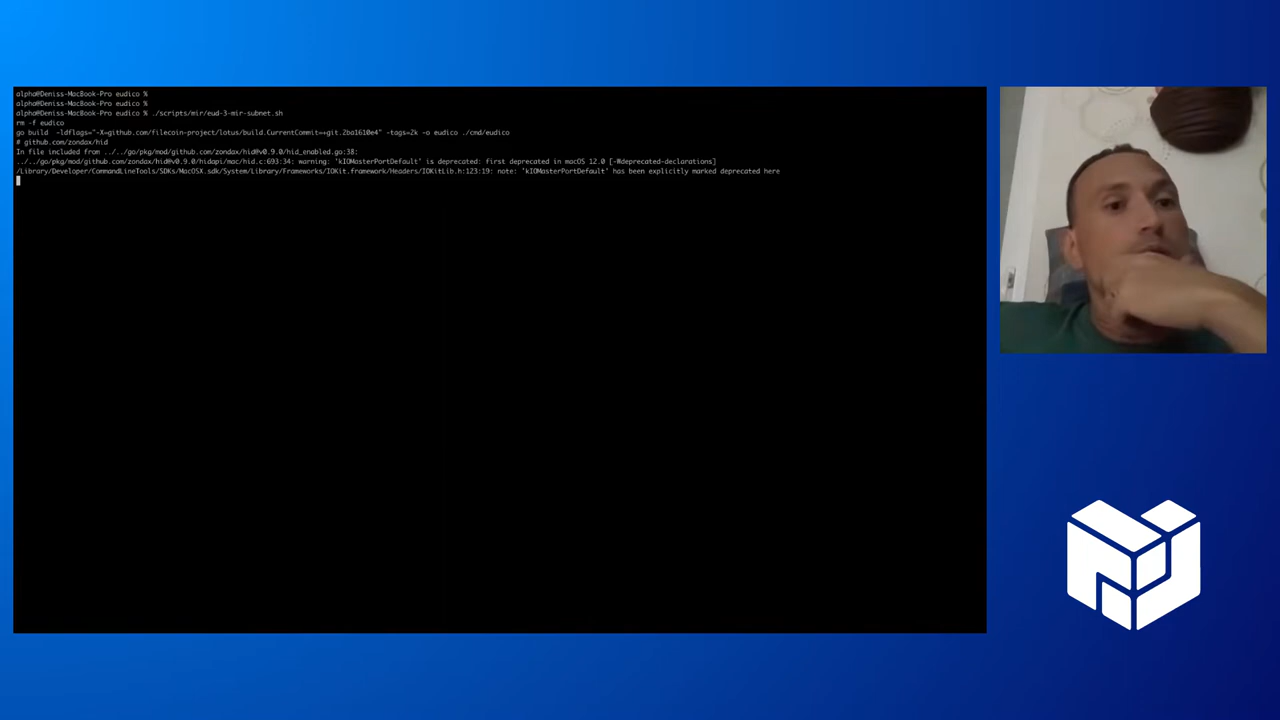 alpha@Deniss-MacBook-Pro eudico %
alpha@Deniss-MacBook-Pro eudico %
alpha@Deniss-MacBook-Pro eudico % ./scripts/mir/eud-3-mir-subnet.sh
rm -f eudico
go build  -ldflags="-X=github.com/filecoin-project/lotus/build.CurrentCommit=+git.2ba1610e4" -tags=2k -o eudico ./cmd/eudico
# github.com/zondax/hid
In file included from ../../go/pkg/mod/github.com/zondax/hid@v0.9.0/hid_enabled.go:38:
../../go/pkg/mod/github.com/zondax/hid@v0.9.0/hidapi/mac/hid.c:693:34: warning: 'kIOMasterPortDefault' is deprecated: first deprecated in macOS 12.0 [-Wdeprecated-declarations]
/Library/Developer/CommandLineTools/SDKs/MacOSX.sdk/System/Library/Frameworks/IOKit.framework/Headers/IOKitLib.h:123:19: note: 'kIOMasterPortDefault' has been explicitly marked deprecated here